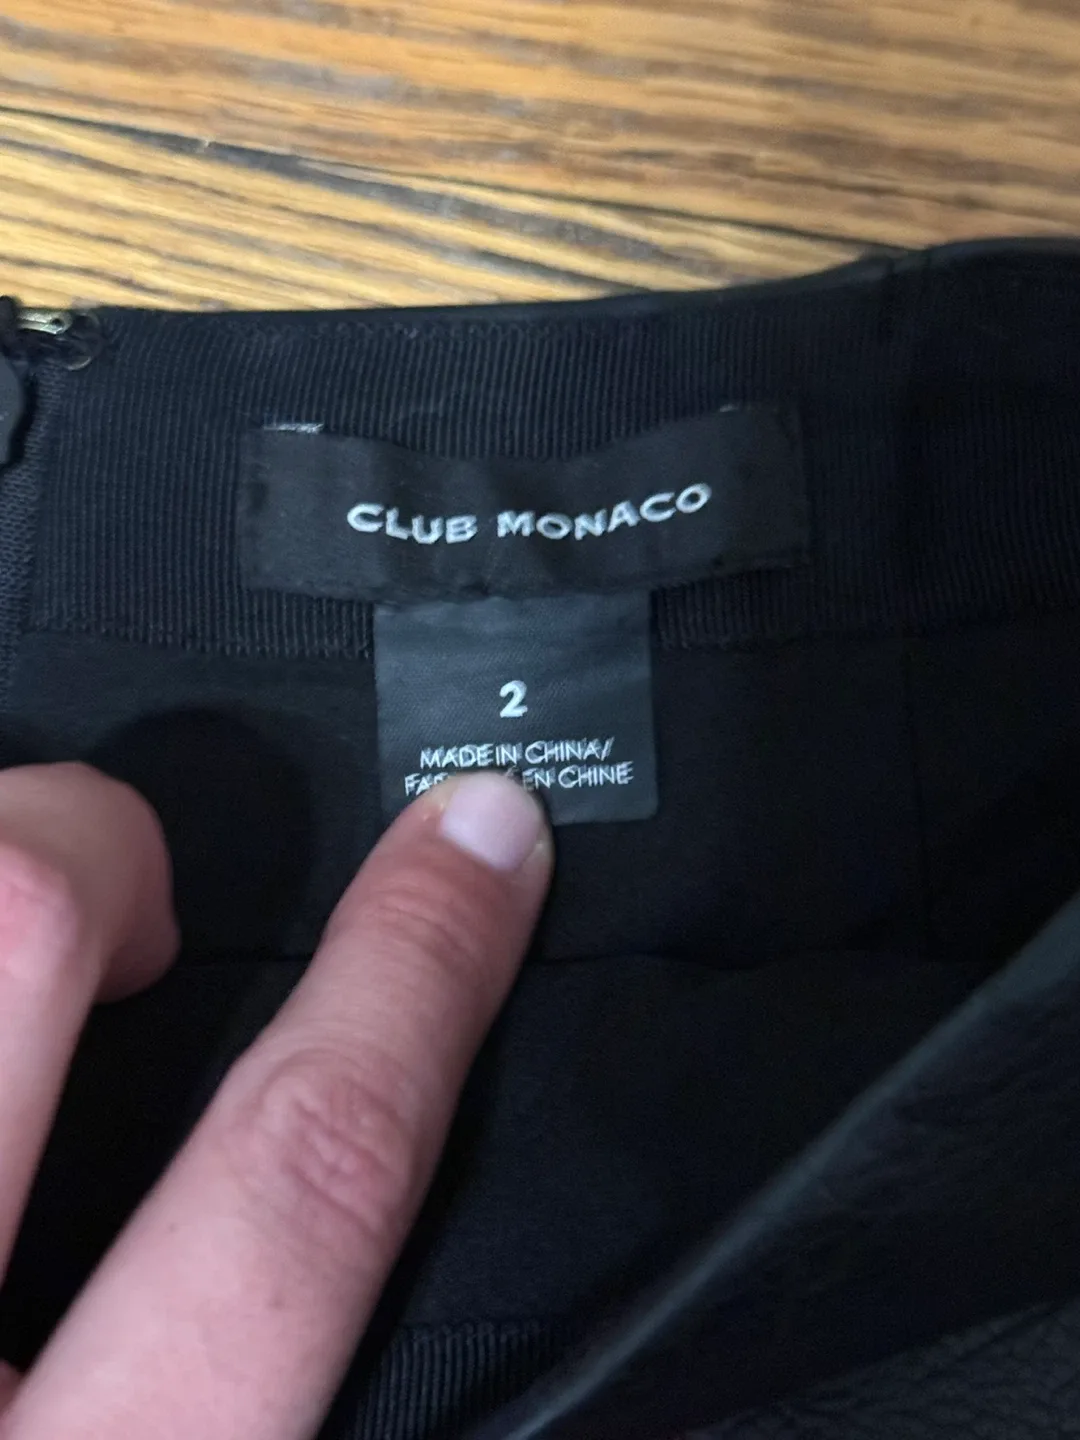 CLUB MONACO
2
MADE IN CHINA/
EN CHINE